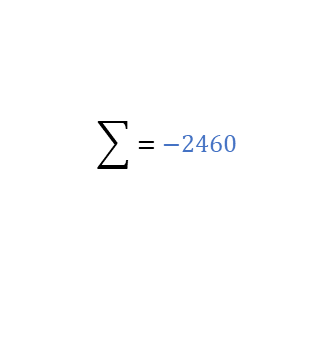 ∑ = −2460